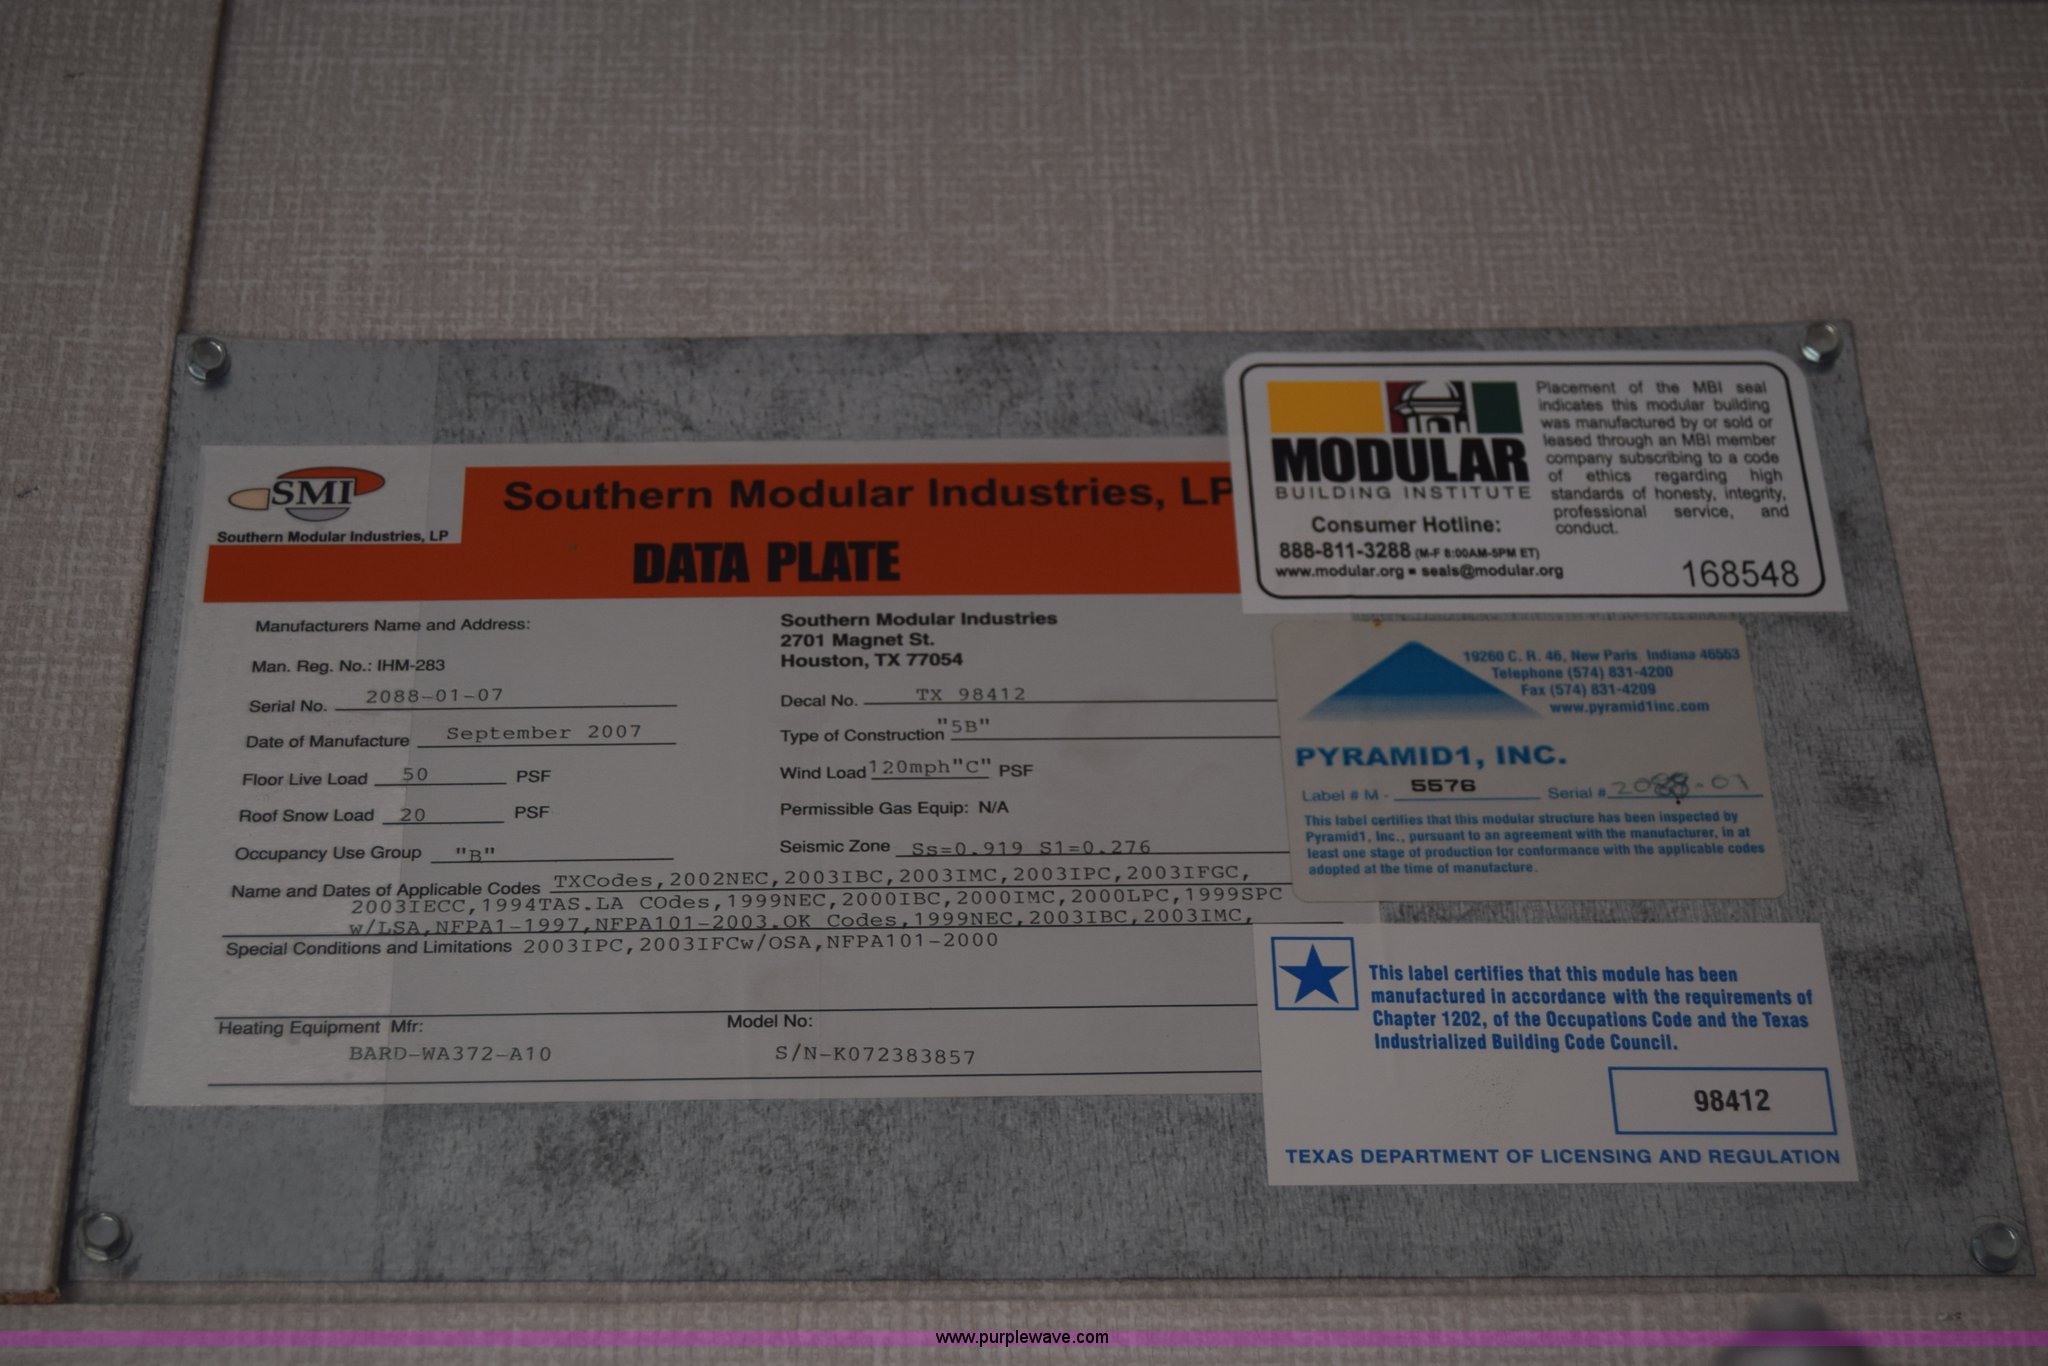 SMI
Southern Modular Industries, LP
Southern Modular Industries, LP
DATA PLATE
Manufacturers Name and Address:
Southern Modular Industries
2701 Magnet St.
Houston, TX 77054
Man. Reg. No.: IHM-283
Serial No. 2088-01-07
Decal No. TX 98412
Date of Manufacture September 2007
Type of Construction "5B"
Floor Live Load 50 PSF
Wind Load 120mph"C" PSF
Roof Snow Load 20 PSF
Permissible Gas Equip: N/A
Occupancy Use Group "B"
Seismic Zone Ss=0.919 S1=0.276
Name and Dates of Applicable Codes TXCodes,2002NEC,2003IBC,2003IMC,2003IPC,2003IFGC,
2003IECC,1994TAS.LA COdes,1999NEC,2000IBC,2000IMC,2000LPC,1999SPC
w/LSA,NFPA1-1997,NFPA101-2003.OK Codes,1999NEC,2003IBC,2003IMC,
Special Conditions and Limitations 2003IPC,2003IFCw/OSA,NFPA101-2000
Heating Equipment Mfr: Model No:
BARD-WA372-A10 S/N-K072383857
MODULAR
BUILDING INSTITUTE
Consumer Hotline:
888-811-3288 (M-F 8:00AM-5PM ET)
www.modular.org ▪ seals@modular.org
Placement of the MBI seal
indicates this modular building
was manufactured by or sold or
leased through an MBI member
company subscribing to a code
of ethics regarding high
standards of honesty, integrity,
professional service, and
conduct.
168548
19260 C. R. 46, New Paris, Indiana 46553
Telephone (574) 831-4200
Fax (574) 831-4209
www.pyramid1inc.com
PYRAMID1, INC.
Label # M - 5576 Serial # 2088-01
This label certifies that this modular structure has been inspected by
Pyramid1, Inc., pursuant to an agreement with the manufacturer, in at
least one stage of production for conformance with the applicable codes
adopted at the time of manufacture.
This label certifies that this module has been
manufactured in accordance with the requirements of
Chapter 1202, of the Occupations Code and the Texas
Industrialized Building Code Council.
98412
TEXAS DEPARTMENT OF LICENSING AND REGULATION
www.purplewave.com